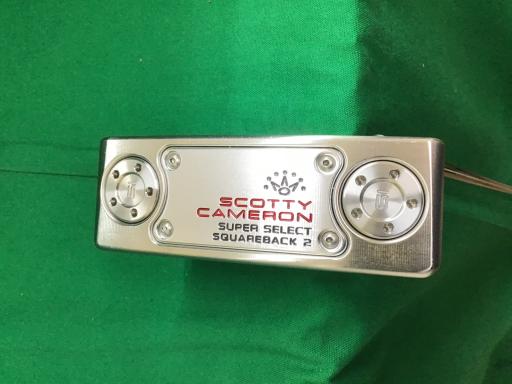 SCOTTY
CAMERON
SUPER SELECT
SQUAREBACK 2